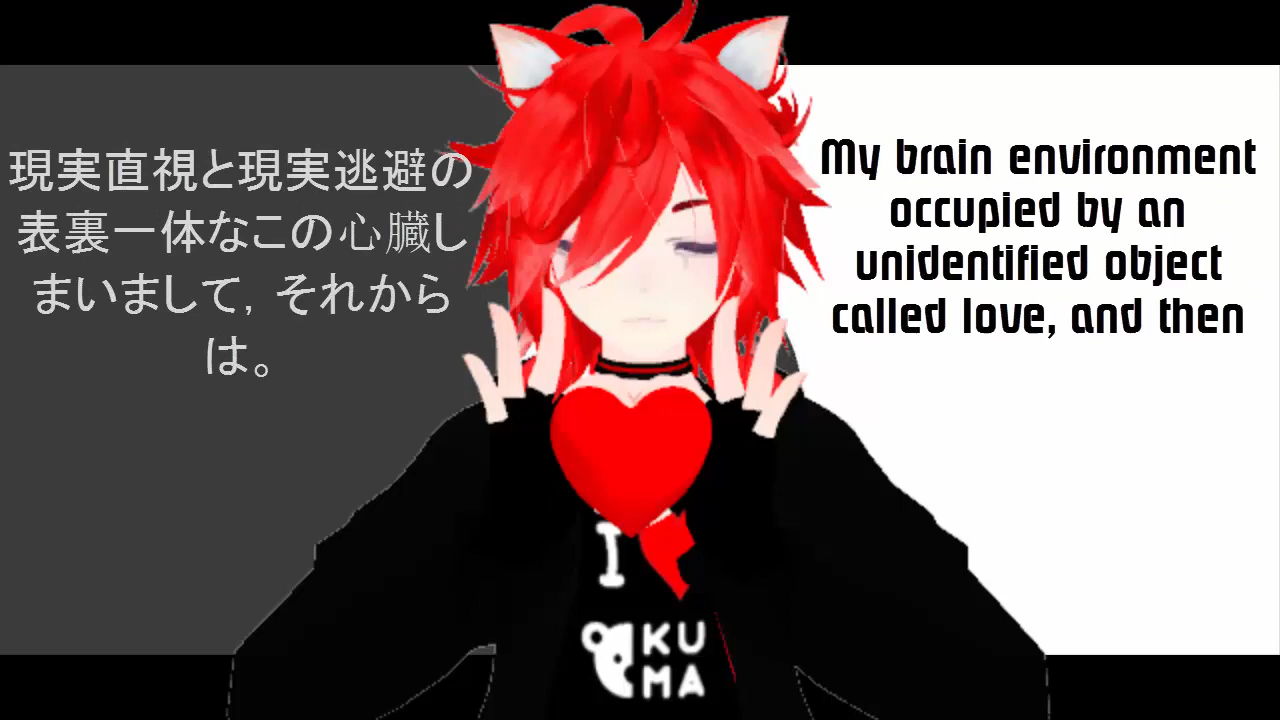 現実直視と現実逃避の
表裏一体なこの心臓し
まいまして, それから
は。
My brain environment
occupied by an
unidentified object
called love, and then
I
KU
MA